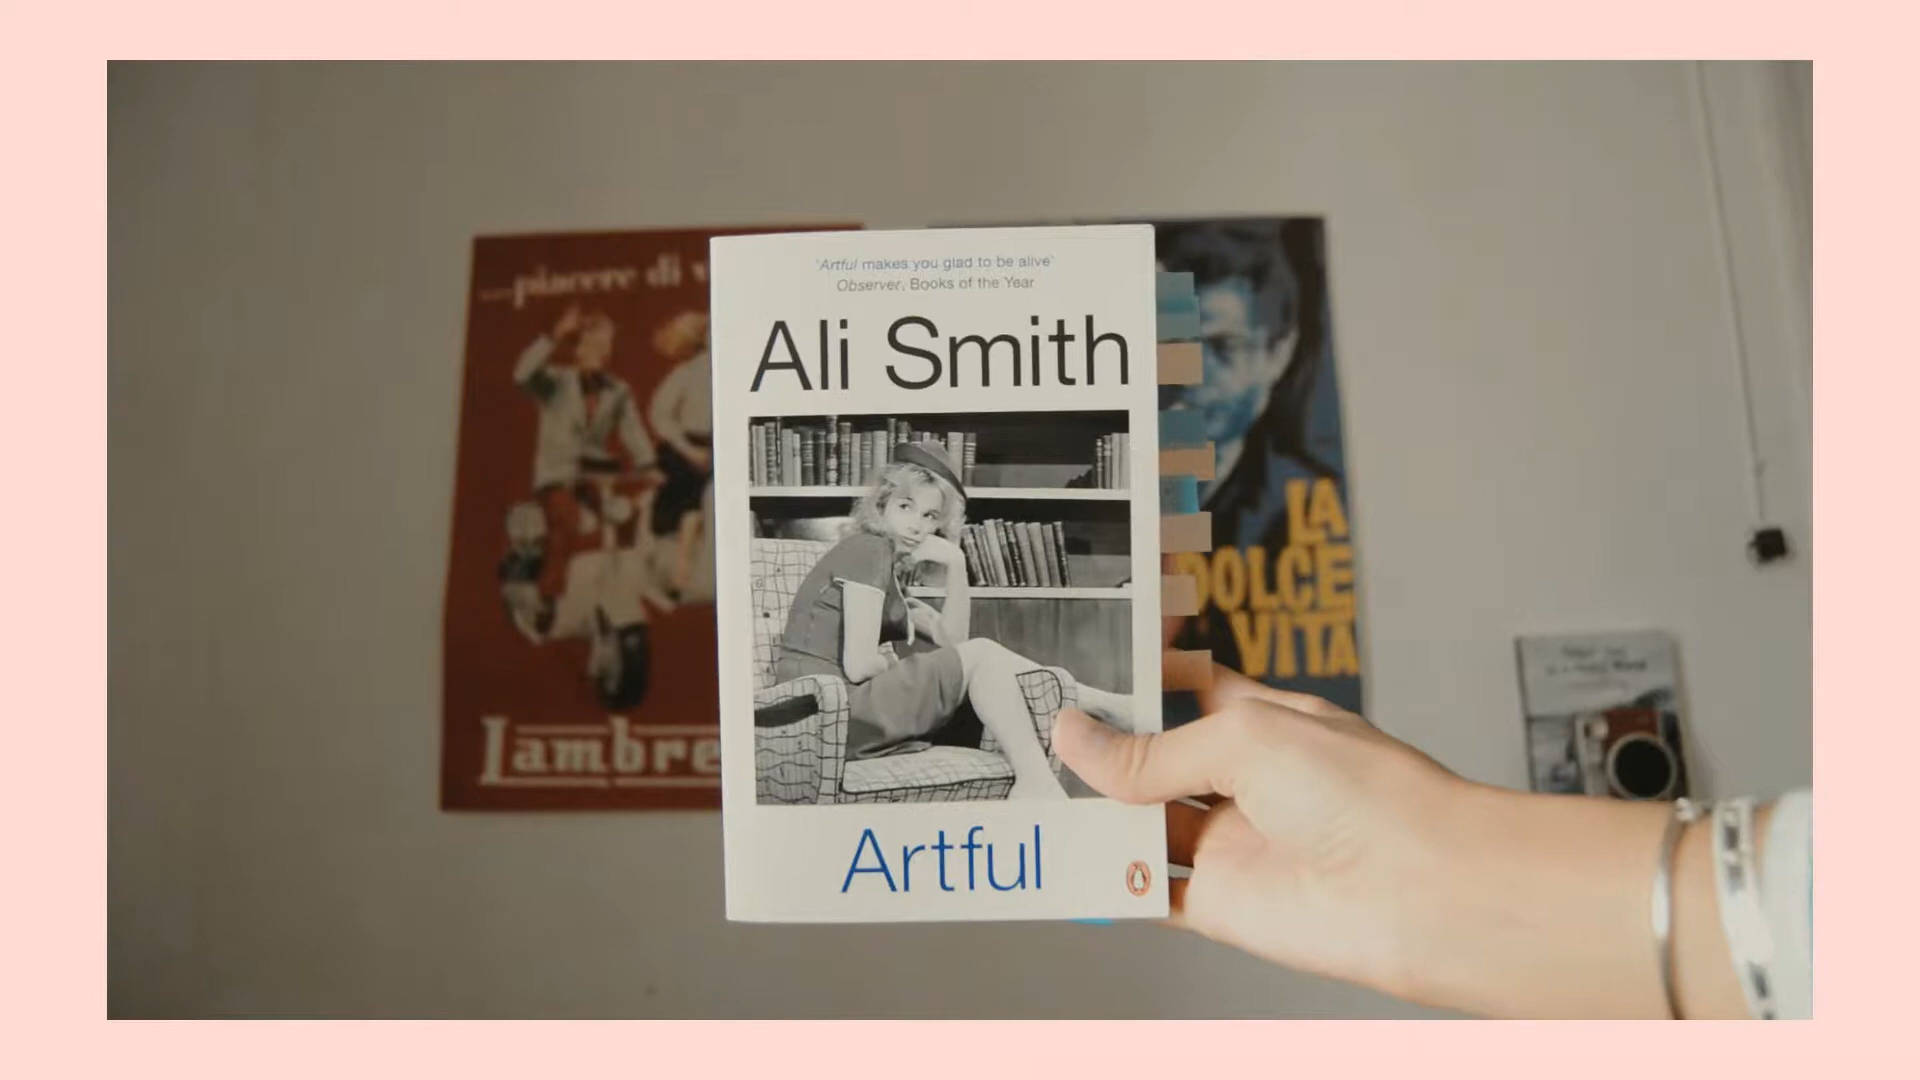 'Artful makes you glad to be alive'
Observer, Books of the Year
Ali Smith
Artful
...piacere di
Lambre
LA
DOLCE
VITA